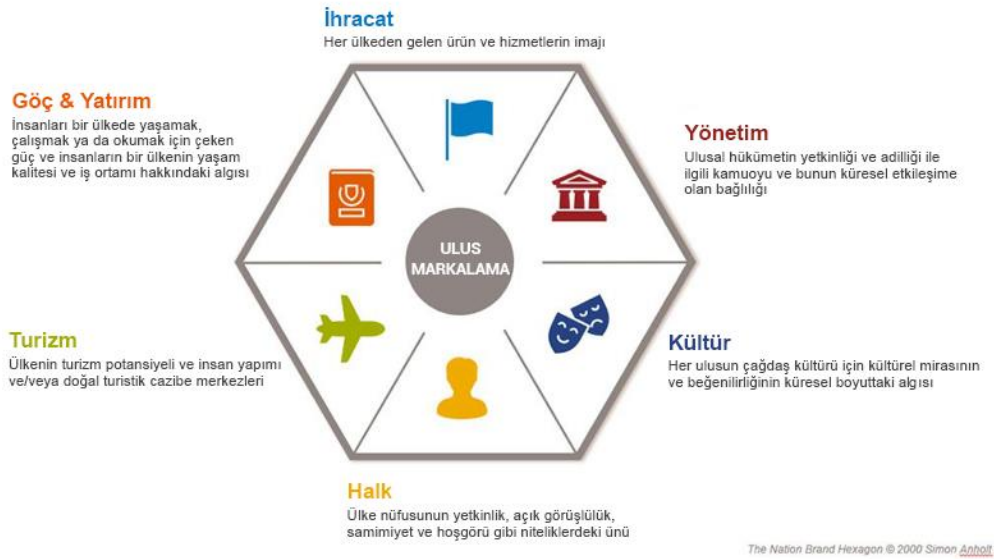 İhracat
Her ülkeden gelen ürün ve hizmetlerin imajı
Göç & Yatırım
İnsanları bir ülkede yaşamak,
çalışmak ya da okumak için çeken
güç ve insanların bir ülkenin yaşam
kalitesi ve iş ortamı hakkındaki algısı
Yönetim
Ulusal hükümetin yetkinliği ve adilliği ile
ilgili kamuoyu ve bunun küresel etkileşime
olan bağlılığı
ULUS
MARKALAMA
Turizm
Ülkenin turizm potansiyeli ve insan yapımı
ve/veya doğal turistik cazibe merkezleri
Kültür
Her ulusun çağdaş kültürü için kültürel mirasının
ve beğenilirliğinin küresel boyuttaki algısı
Halk
Ülke nüfusunun yetkinlik, açık görüşlülük,
samimiyet ve hoşgörü gibi niteliklerdeki ünü
The Nation Brand Hexagon © 2000 Simon Anholt